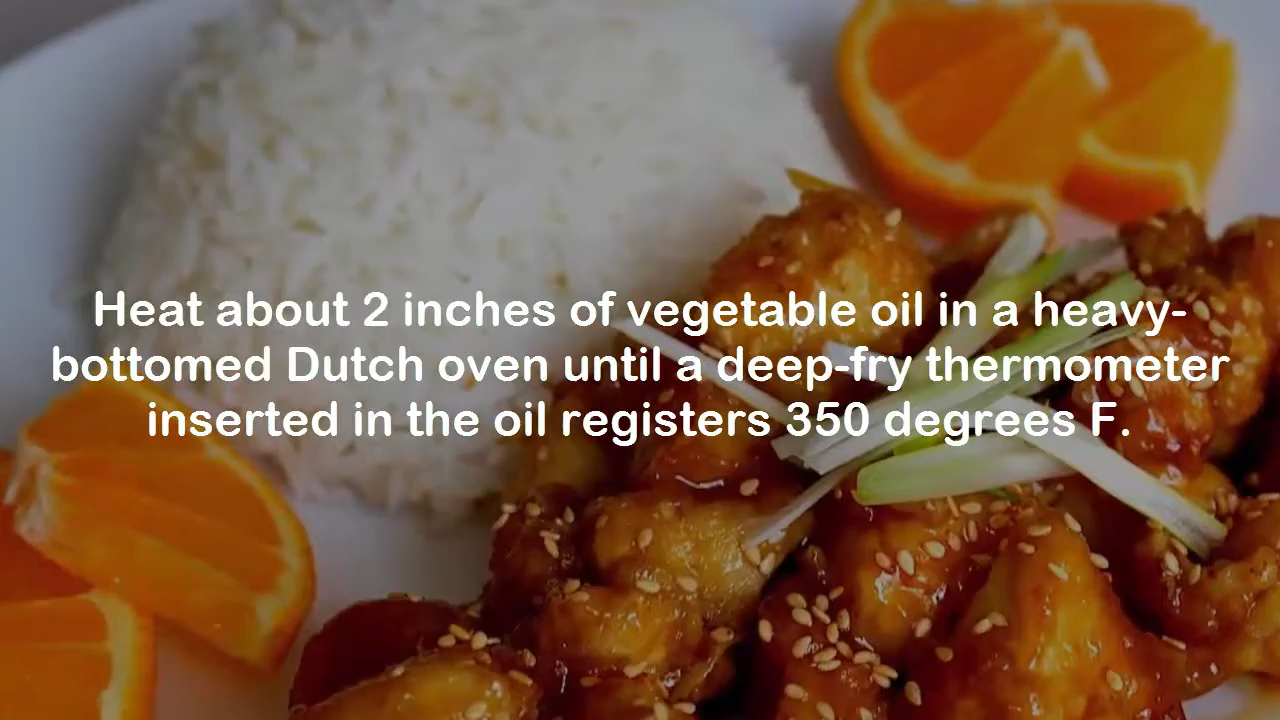 Heat about 2 inches of vegetable oil in a heavy-
bottomed Dutch oven until a deep-fry thermometer
inserted in the oil registers 350 degrees F.